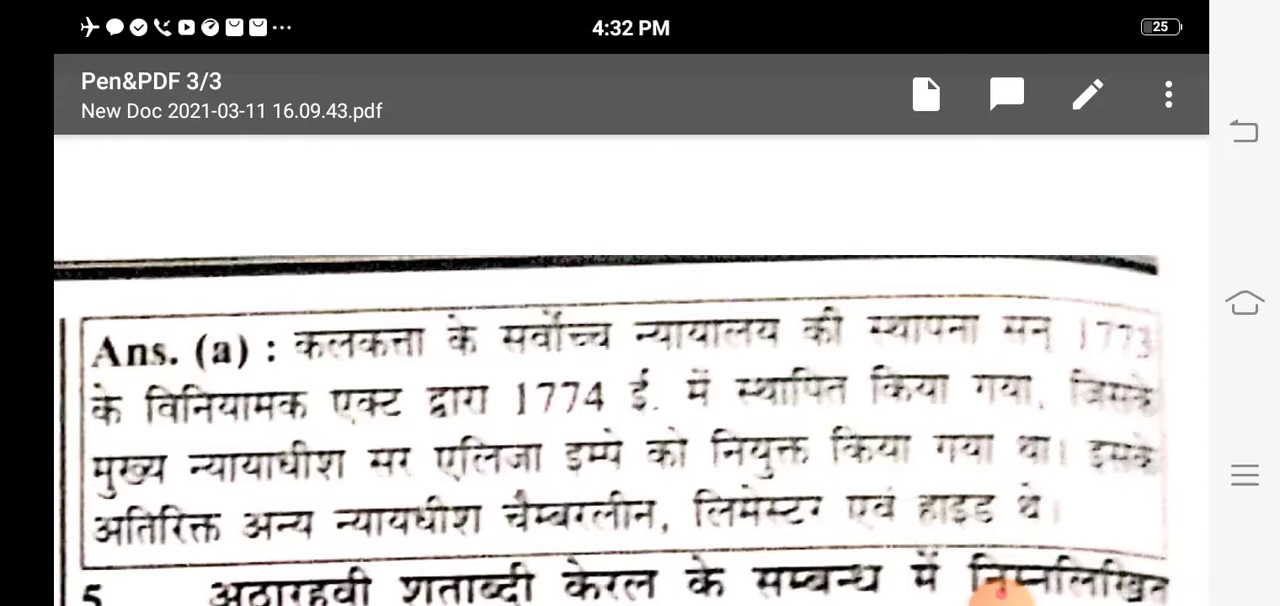 4:32 PM
25
Pen&PDF 3/3
New Doc 2021-03-11 16.09.43.pdf
Ans. (a) : कलकत्ता के सर्वोच्च न्यायालय की स्थापना सन् 1773
के विनियामक एक्ट द्वारा 1774 ई. में स्थापित किया गया, जिसके
मुख्य न्यायाधीश सर एलिजा इम्पे को नियुक्त किया गया था। इसके
अतिरिक्त अन्य न्यायधीश चैम्बरलीन, लिमेस्टर एवं हाइड थे।
5 अठारहवी शताब्दी केरल के सम्बन्ध में निम्नलिखित